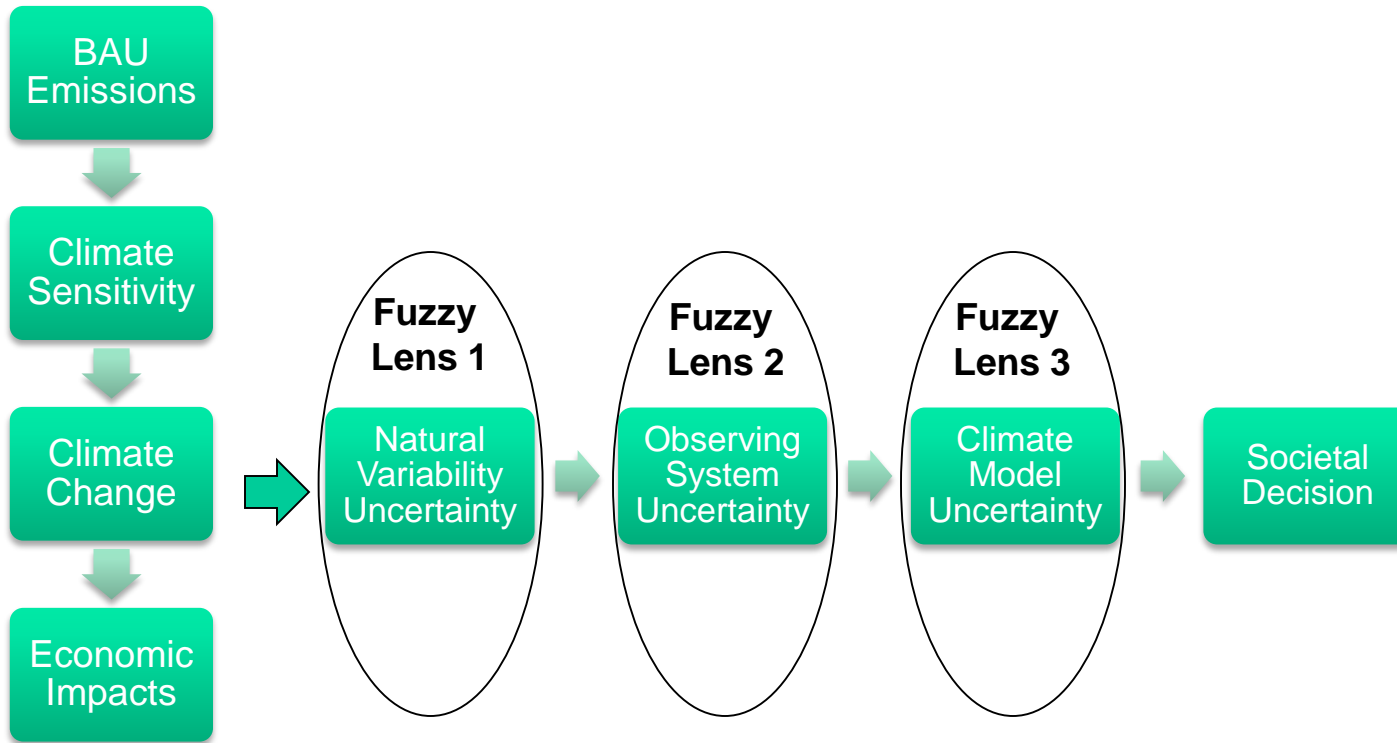 BAU
Emissions
Climate
Sensitivity
Climate
Change
Economic
Impacts
Fuzzy
Lens 1
Natural
Variability
Uncertainty
Fuzzy
Lens 2
Observing
System
Uncertainty
Fuzzy
Lens 3
Climate
Model
Uncertainty
Societal
Decision